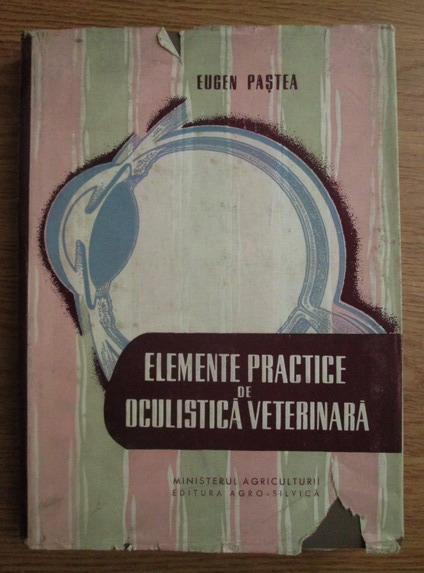 EUGEN PAȘTEA
ELEMENTE PRACTICE
DE
OCULISTICĂ VETERINARĂ
MINISTERUL AGRICULTURII
EDITURA AGRO-SILVICĂ